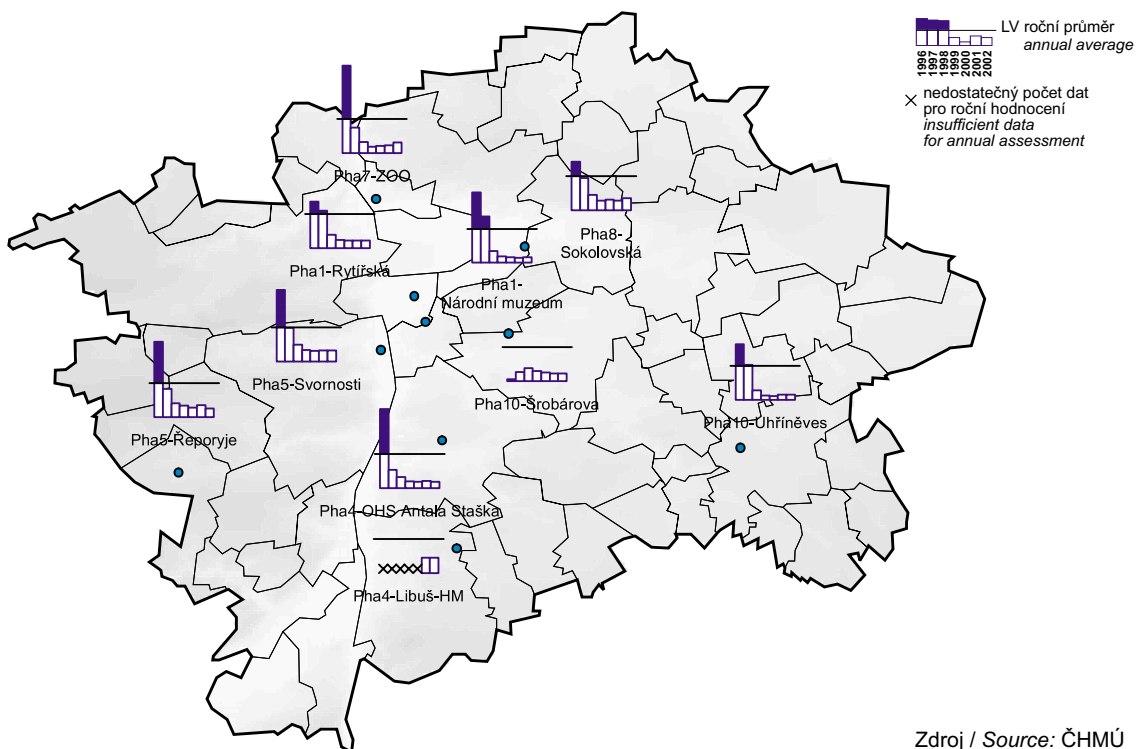 LV roční průměr
annual average
1996
1997
1998
1999
2000
2001
2002
× nedostatečný počet dat
pro roční hodnocení
insufficient data
for annual assessment
Pha7-ZOO
Pha8-
Sokolovská
Pha1-Rytířská
Pha1-
Národní muzeum
Pha5-Svornosti
Pha10-Šrobárova
Pha10-Uhříněves
Pha5-Řeporyje
Pha4-OHS Antala Staška
Pha4-Libuš-HM
Zdroj / Source: ČHMÚ